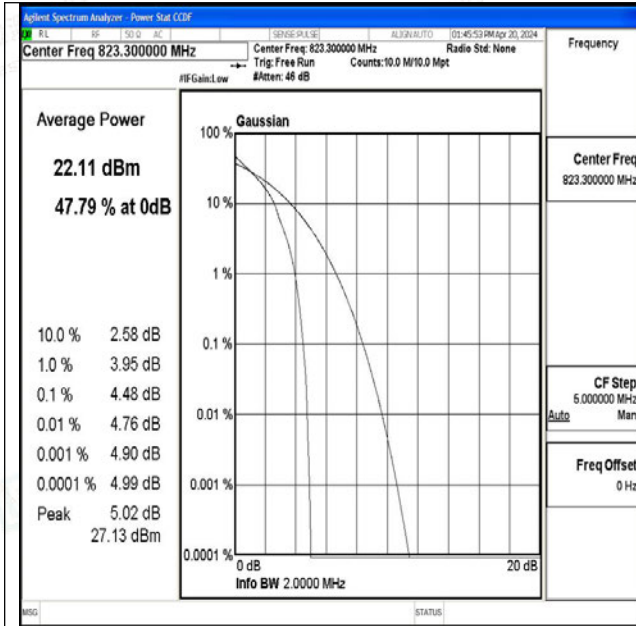 Agilent Spectrum Analyzer - Power Stat CCDF
RL RF 50 Ω AC SENSE:PULSE ALIGNAUTO 01:45:53 PM Apr 20, 2024
Center Freq 823.300000 MHz
Center Freq: 823.300000 MHz Radio Std: None
Trig: Free Run Counts:10.0 M/10.0 Mpt
#IFGain:Low #Atten: 46 dB
Frequency
Average Power
22.11 dBm
47.79 % at 0dB
10.0 % 2.58 dB
1.0 % 3.95 dB
0.1 % 4.48 dB
0.01 % 4.76 dB
0.001 % 4.90 dB
0.0001 % 4.99 dB
Peak 5.02 dB
27.13 dBm
Gaussian
100 %
10 %
1 %
0.1 %
0.01 %
0.001 %
0.0001 %
0 dB 20 dB
Info BW 2.0000 MHz
Center Freq
823.300000 MHz
CF Step
5.000000 MHz
Auto Man
Freq Offset
0 Hz
MSG STATUS